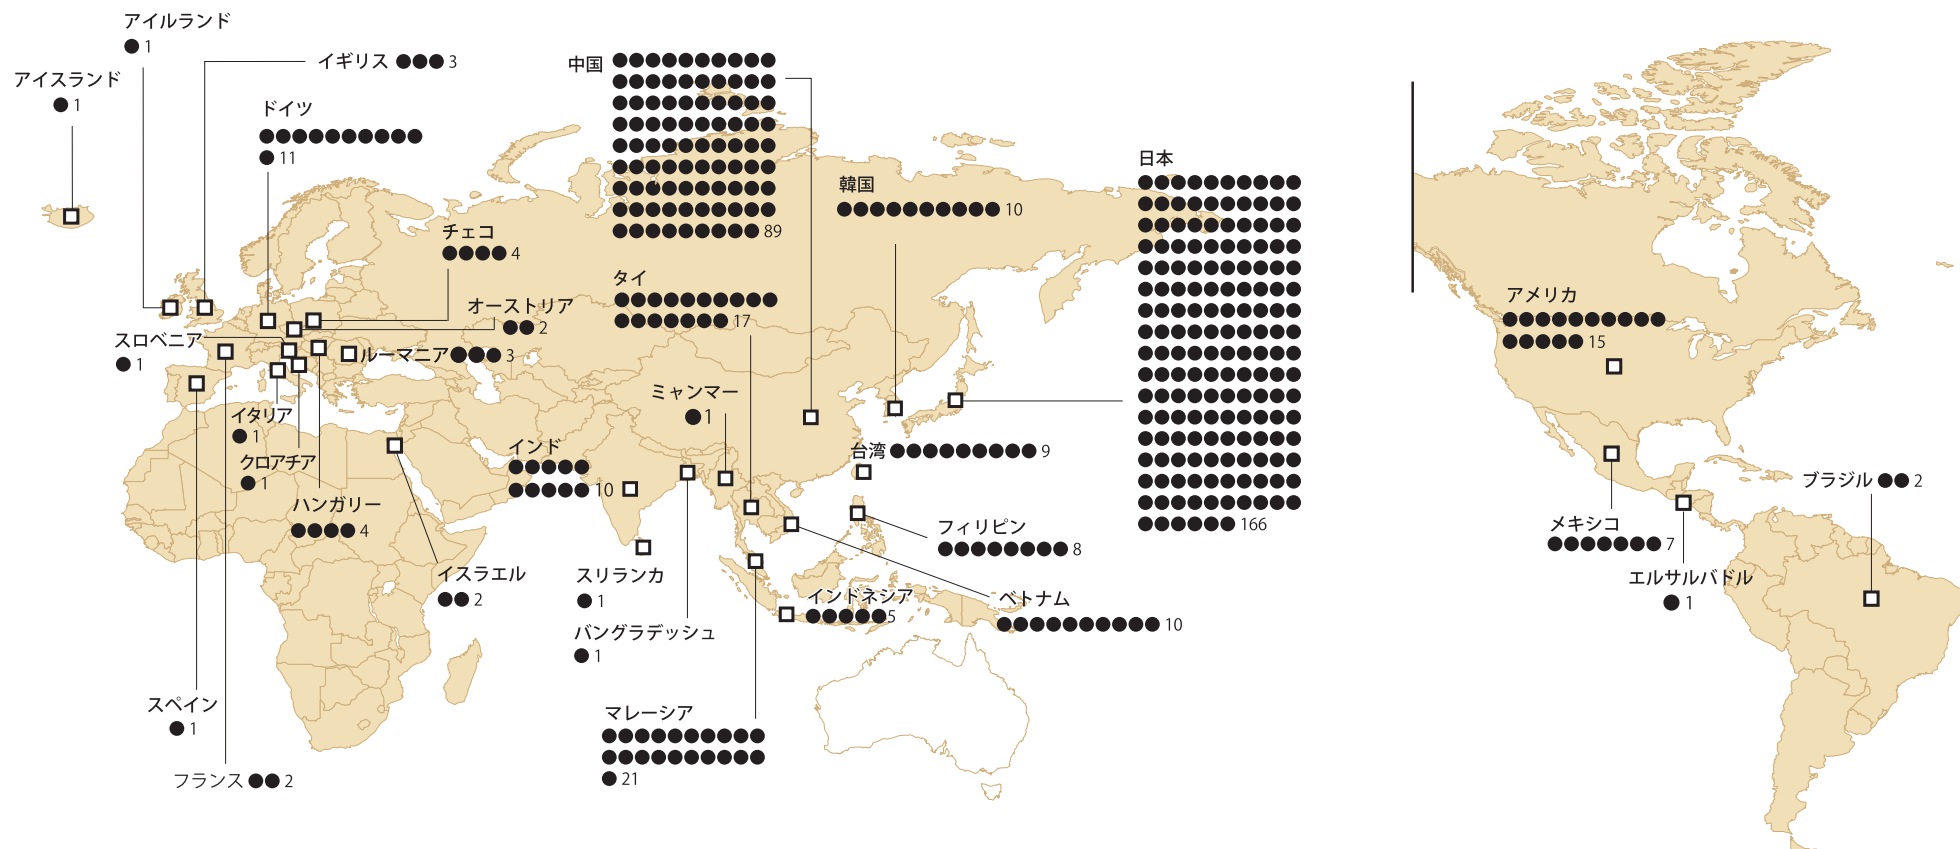 アイルランド
1
アイスランド
1
イギリス 3
ドイツ
11
中国
89
韓国
10
日本
166
チェコ
4
タイ
17
オーストリア
2
スロベニア
1
ルーマニア 3
アメリカ
15
ミャンマー
1
イタリア
1
クロアチア
1
インド
10
台湾 9
ハンガリー
4
フィリピン
8
ブラジル 2
メキシコ
7
エルサルバドル
1
イスラエル
2
スリランカ
1
インドネシア
5
ベトナム
10
バングラデッシュ
1
スペイン
1
マレーシア
21
フランス 2